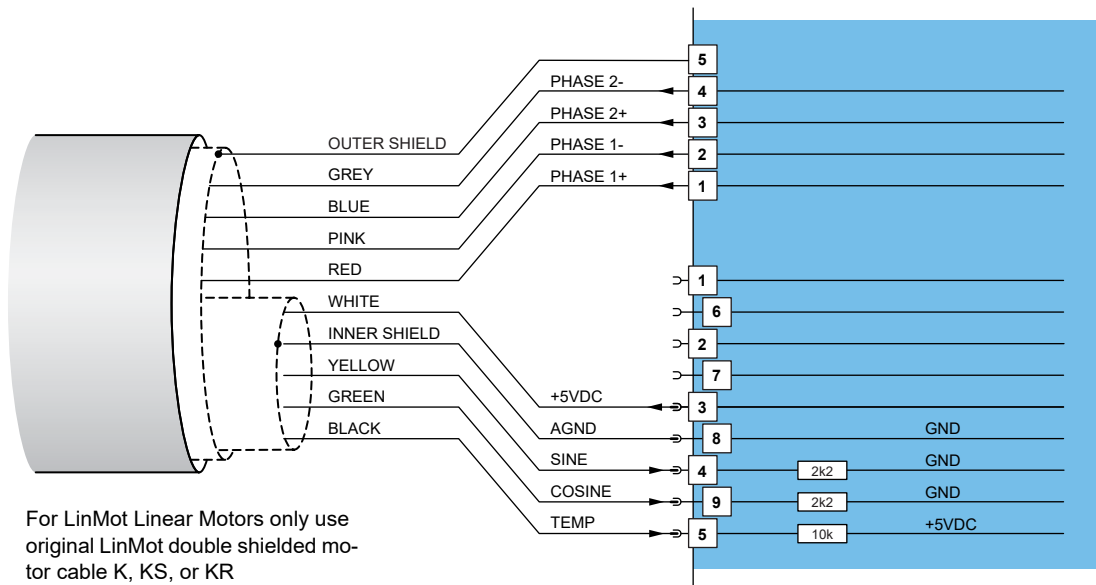 5
PHASE 2- 4
PHASE 2+ 3
OUTER SHIELD PHASE 1- 2
GREY PHASE 1+ 1
BLUE
PINK
RED 1
WHITE 6
INNER SHIELD 2
YELLOW 7
GREEN +5VDC 3
BLACK AGND 8 GND
SINE 4 2k2 GND
COSINE 9 2k2 GND
TEMP 5 10k +5VDC
For LinMot Linear Motors only use
original LinMot double shielded mo-
tor cable K, KS, or KR